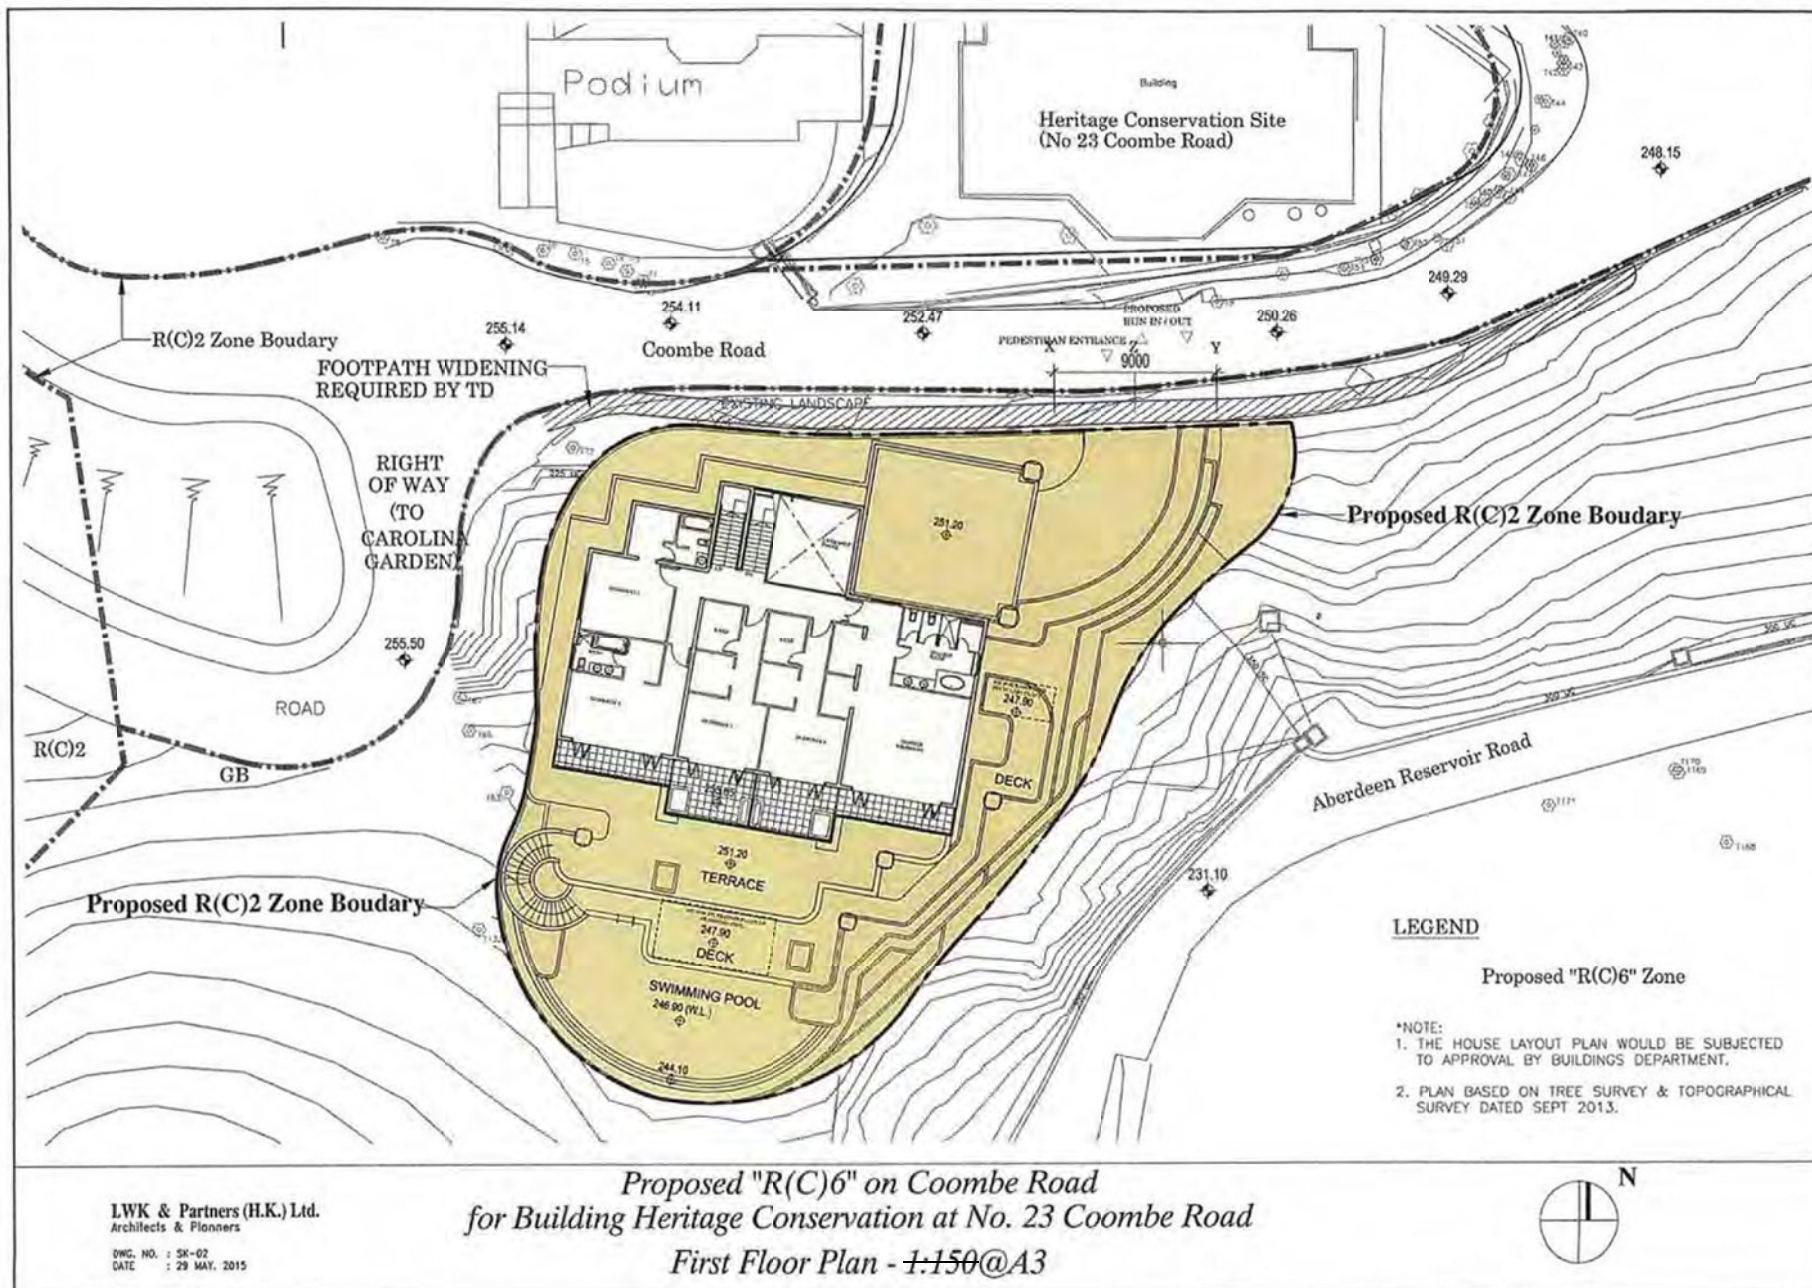 Podium
Building
Heritage Conservation Site
(No 23 Coombe Road)
248.15
249.29
254.11
255.14
252.47
250.26
PROPOSED
RUN IN / OUT
PEDESTRIAN ENTRANCE
X
Z
Y
9000
Coombe Road
R(C)2 Zone Boudary
FOOTPATH WIDENING
REQUIRED BY TD
EXISTING LANDSCAPE
RIGHT
OF WAY
(TO
CAROLINA
GARDEN)
251.20
Proposed R(C)2 Zone Boudary
255.50
ROAD
R(C)2
GB
247.90
DECK
Aberdeen Reservoir Road
251.20
TERRACE
231.10
Proposed R(C)2 Zone Boudary
247.90
DECK
SWIMMING POOL
246.90 (W.L.)
244.10
LEGEND
Proposed "R(C)6" Zone
*NOTE:
1. THE HOUSE LAYOUT PLAN WOULD BE SUBJECTED
TO APPROVAL BY BUILDINGS DEPARTMENT.
2. PLAN BASED ON TREE SURVEY & TOPOGRAPHICAL
SURVEY DATED SEPT 2013.
LWK & Partners (H.K.) Ltd.
Architects & Planners
DWG. NO. : SK-02
DATE : 29 MAY. 2015
Proposed "R(C)6" on Coombe Road
for Building Heritage Conservation at No. 23 Coombe Road
First Floor Plan - 1:150@A3
N